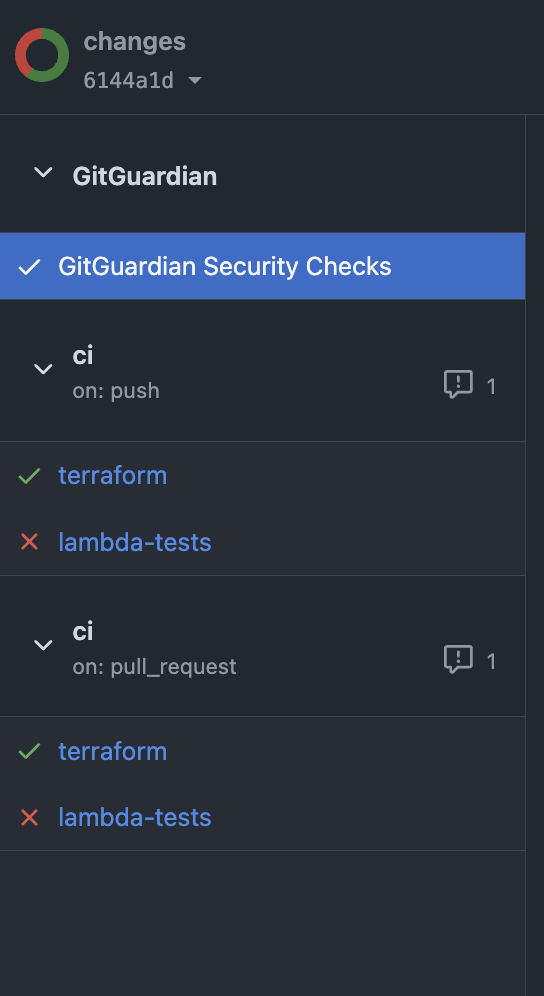 changes
6144a1d
GitGuardian
GitGuardian Security Checks
ci
on: push
1
terraform
lambda-tests
ci
on: pull_request
1
terraform
lambda-tests